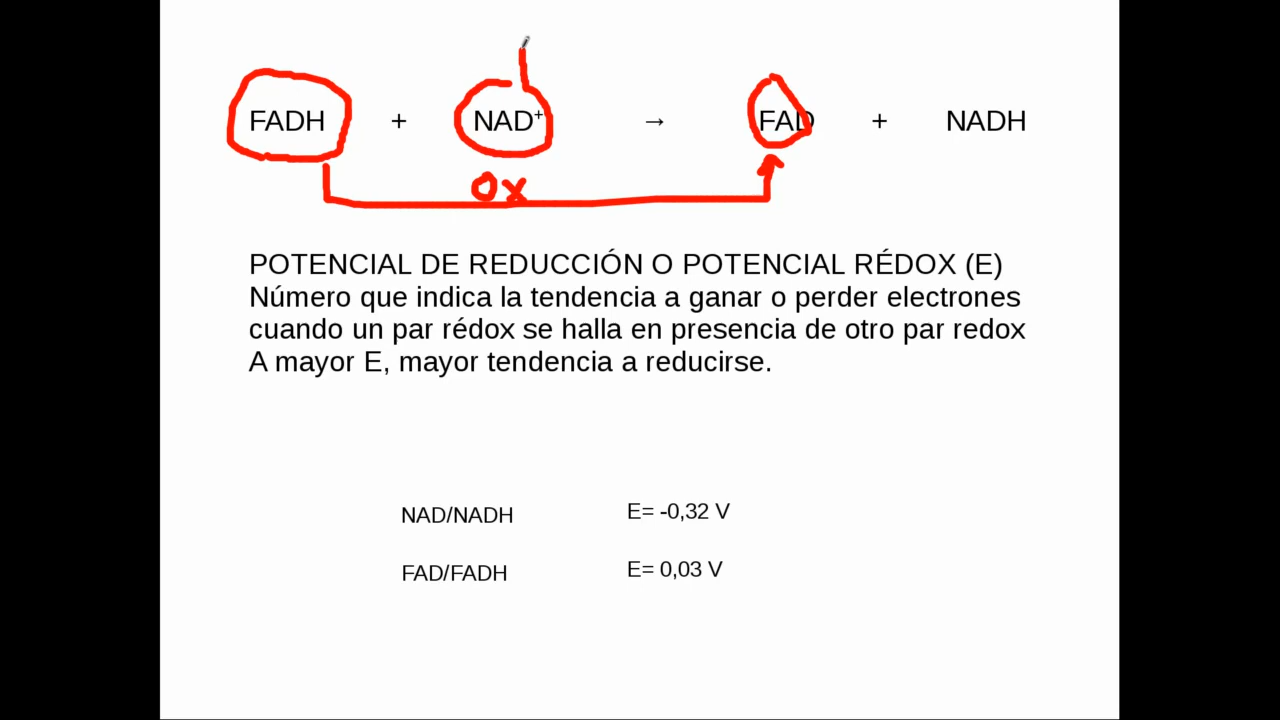 FADH + NAD⁺ → FAD + NADH
Ox
POTENCIAL DE REDUCCIÓN O POTENCIAL RÉDOX (E)
Número que indica la tendencia a ganar o perder electrones
cuando un par rédox se halla en presencia de otro par redox
A mayor E, mayor tendencia a reducirse.
NAD/NADH E= -0,32 V
FAD/FADH E= 0,03 V